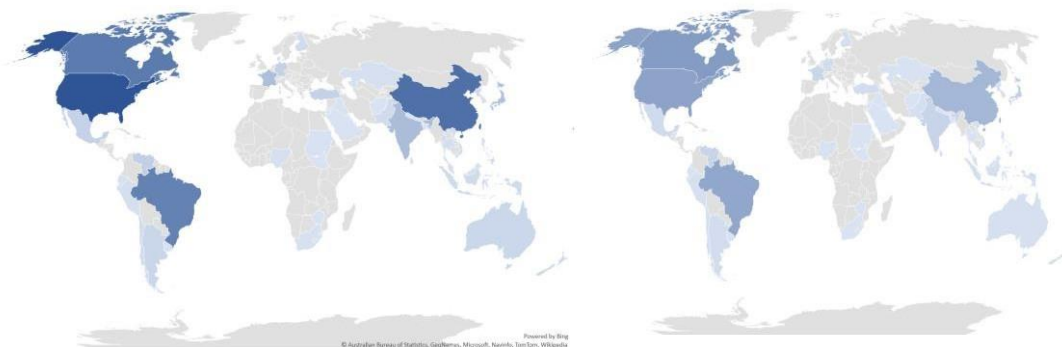 Powered by Bing
© Australian Bureau of Statistics, GeoNames, Microsoft, Navinfo, TomTom, Wikipedia